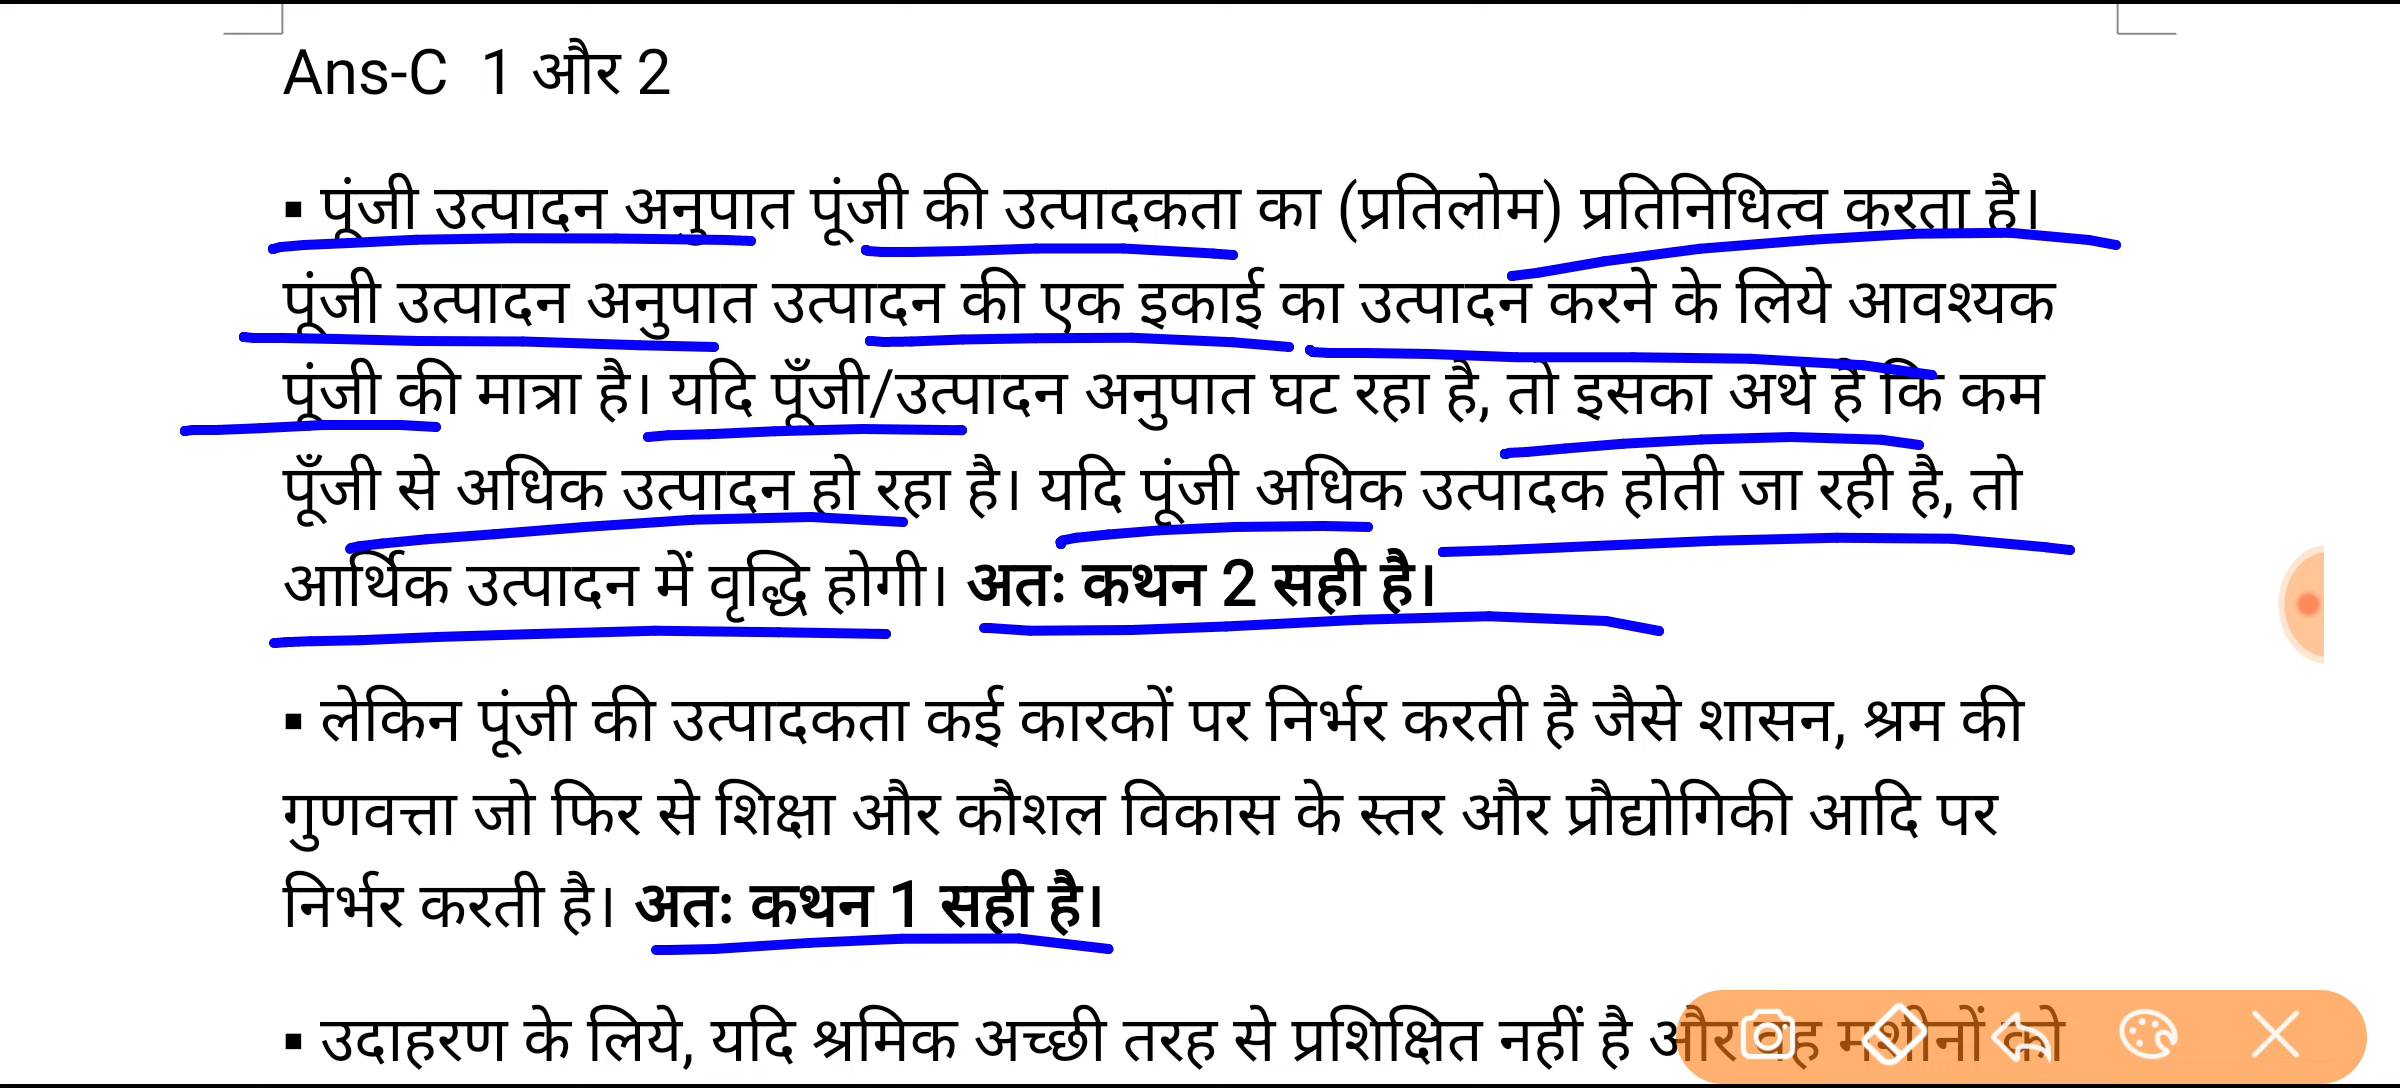 Ans-C 1 और 2
▪ पूंजी उत्पादन अनुपात पूंजी की उत्पादकता का (प्रतिलोम) प्रतिनिधित्व करता है।
पूंजी उत्पादन अनुपात उत्पादन की एक इकाई का उत्पादन करने के लिये आवश्यक
पूंजी की मात्रा है। यदि पूँजी/उत्पादन अनुपात घट रहा है, तो इसका अर्थ है कि कम
पूँजी से अधिक उत्पादन हो रहा है। यदि पूंजी अधिक उत्पादक होती जा रही है, तो
आर्थिक उत्पादन में वृद्धि होगी। अतः कथन 2 सही है।
▪ लेकिन पूंजी की उत्पादकता कई कारकों पर निर्भर करती है जैसे शासन, श्रम की
गुणवत्ता जो फिर से शिक्षा और कौशल विकास के स्तर और प्रौद्योगिकी आदि पर
निर्भर करती है। अतः कथन 1 सही है।
▪ उदाहरण के लिये, यदि श्रमिक अच्छी तरह से प्रशिक्षित नहीं है और वह मशीनों को